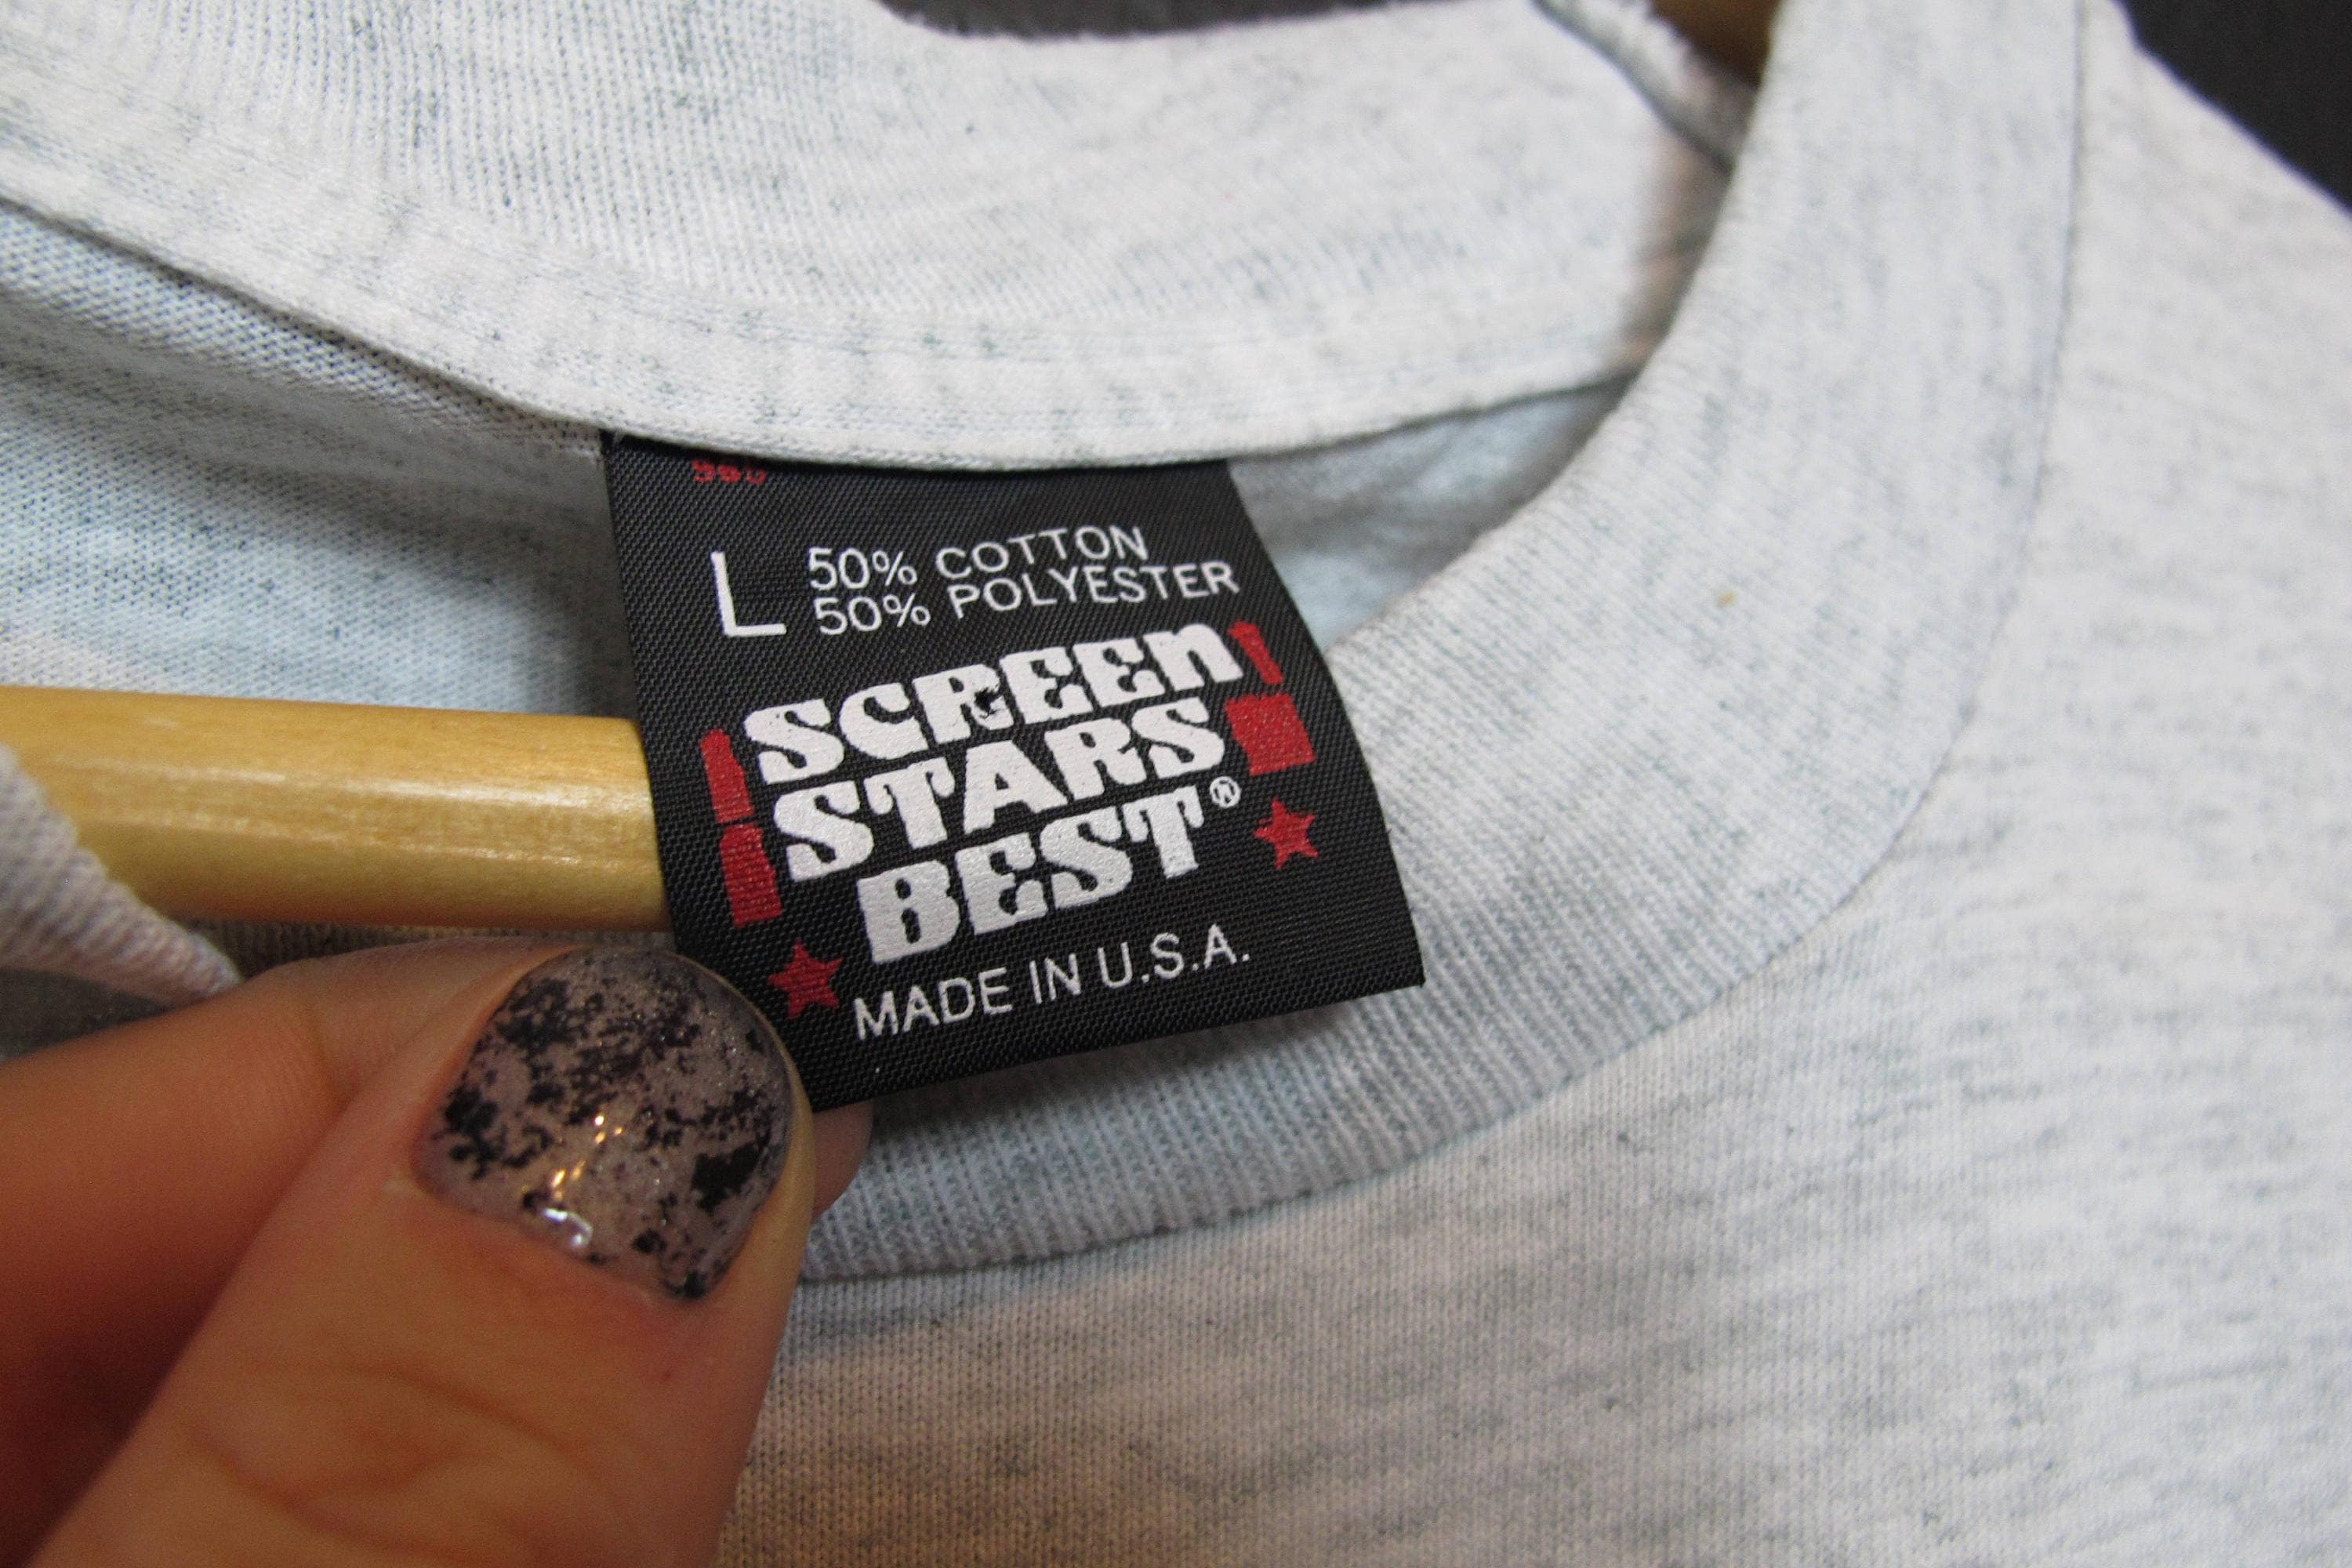 L
50% COTTON
50% POLYESTER
SCREEN
STARS
BEST®
MADE IN U.S.A.